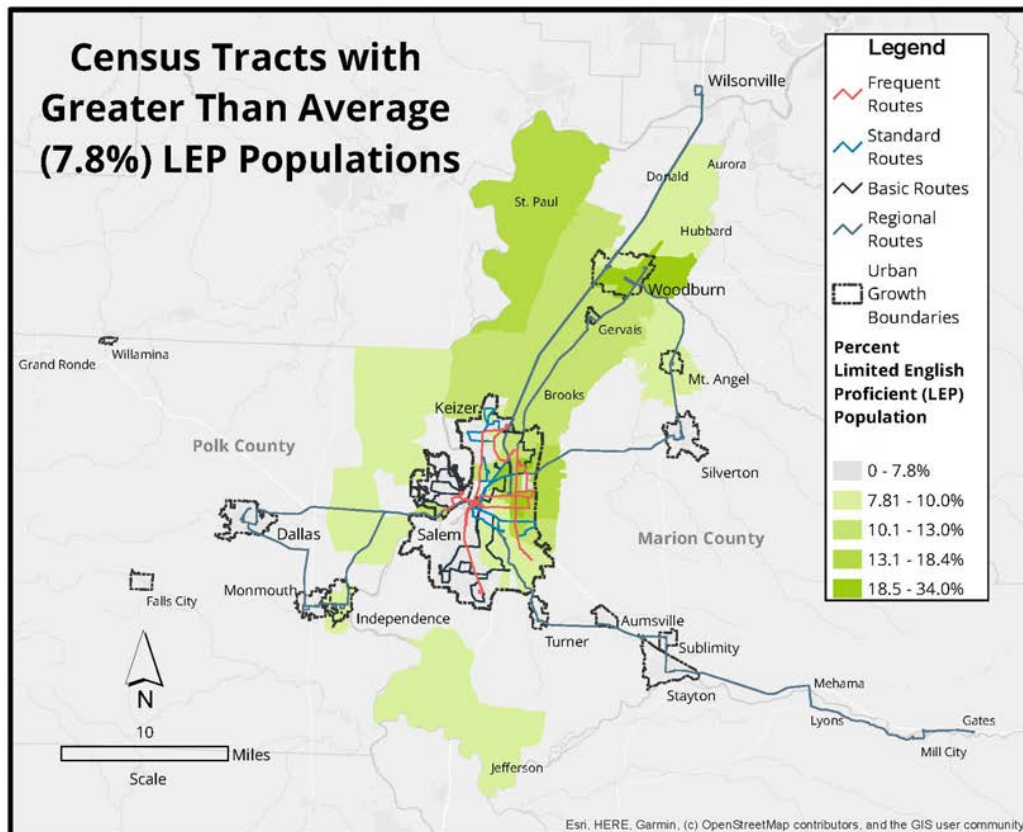 Census Tracts with
Greater Than Average
(7.8%) LEP Populations
Legend
Frequent
Routes
Standard
Routes
Basic Routes
Regional
Routes
Urban
Growth
Boundaries
Percent
Limited English
Proficient (LEP)
Population
0 - 7.8%
7.81 - 10.0%
10.1 - 13.0%
13.1 - 18.4%
18.5 - 34.0%
Wilsonville
Aurora
Donald
St. Paul
Hubbard
Woodburn
Gervais
Willamina
Grand Ronde
Mt. Angel
Brooks
Keizer
Polk County
Silverton
Salem
Dallas
Marion County
Monmouth
Falls City
Independence
Aumsville
Turner
Sublimity
Stayton
Mehama
Lyons
Gates
Mill City
Jefferson
N
10
Miles
Scale
Esri, HERE, Garmin, (c) OpenStreetMap contributors, and the GIS user community